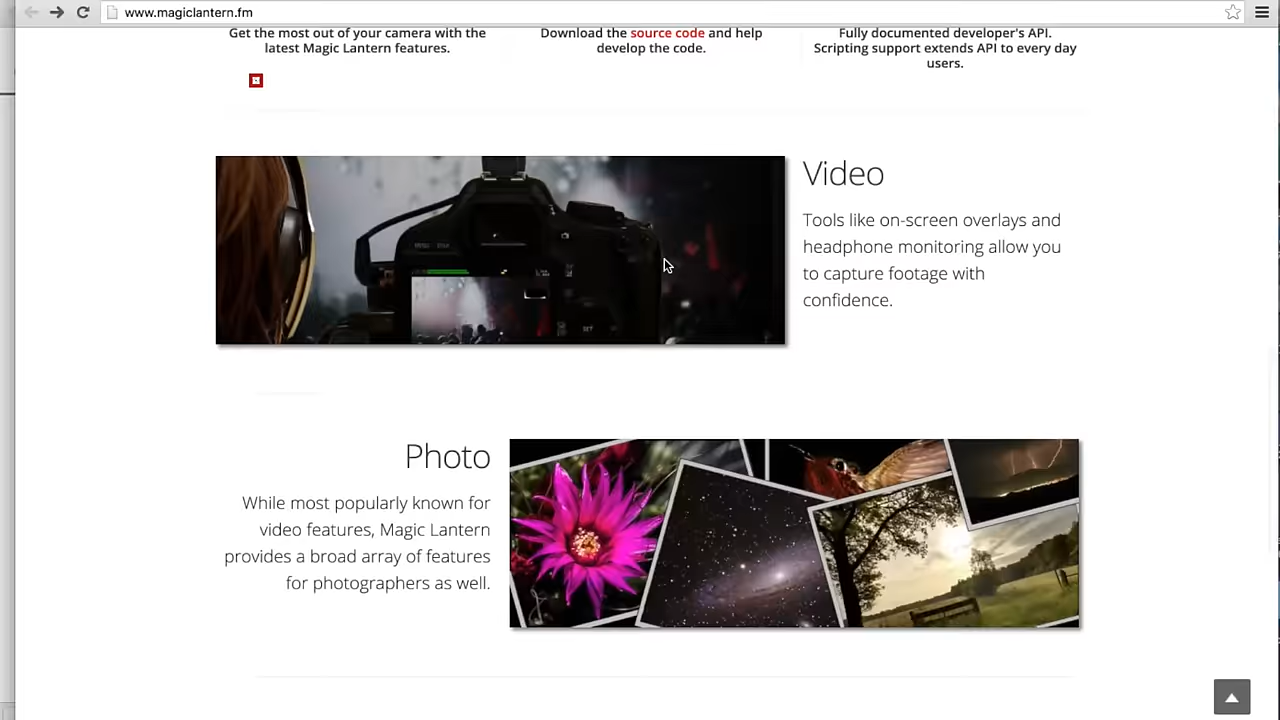 www.magiclantern.fm
Get the most out of your camera with the
latest Magic Lantern features.
Download the source code and help
develop the code.
Fully documented developer's API.
Scripting support extends API to every day
users.
Video
Tools like on-screen overlays and
headphone monitoring allow you
to capture footage with
confidence.
Photo
While most popularly known for
video features, Magic Lantern
provides a broad array of features
for photographers as well.